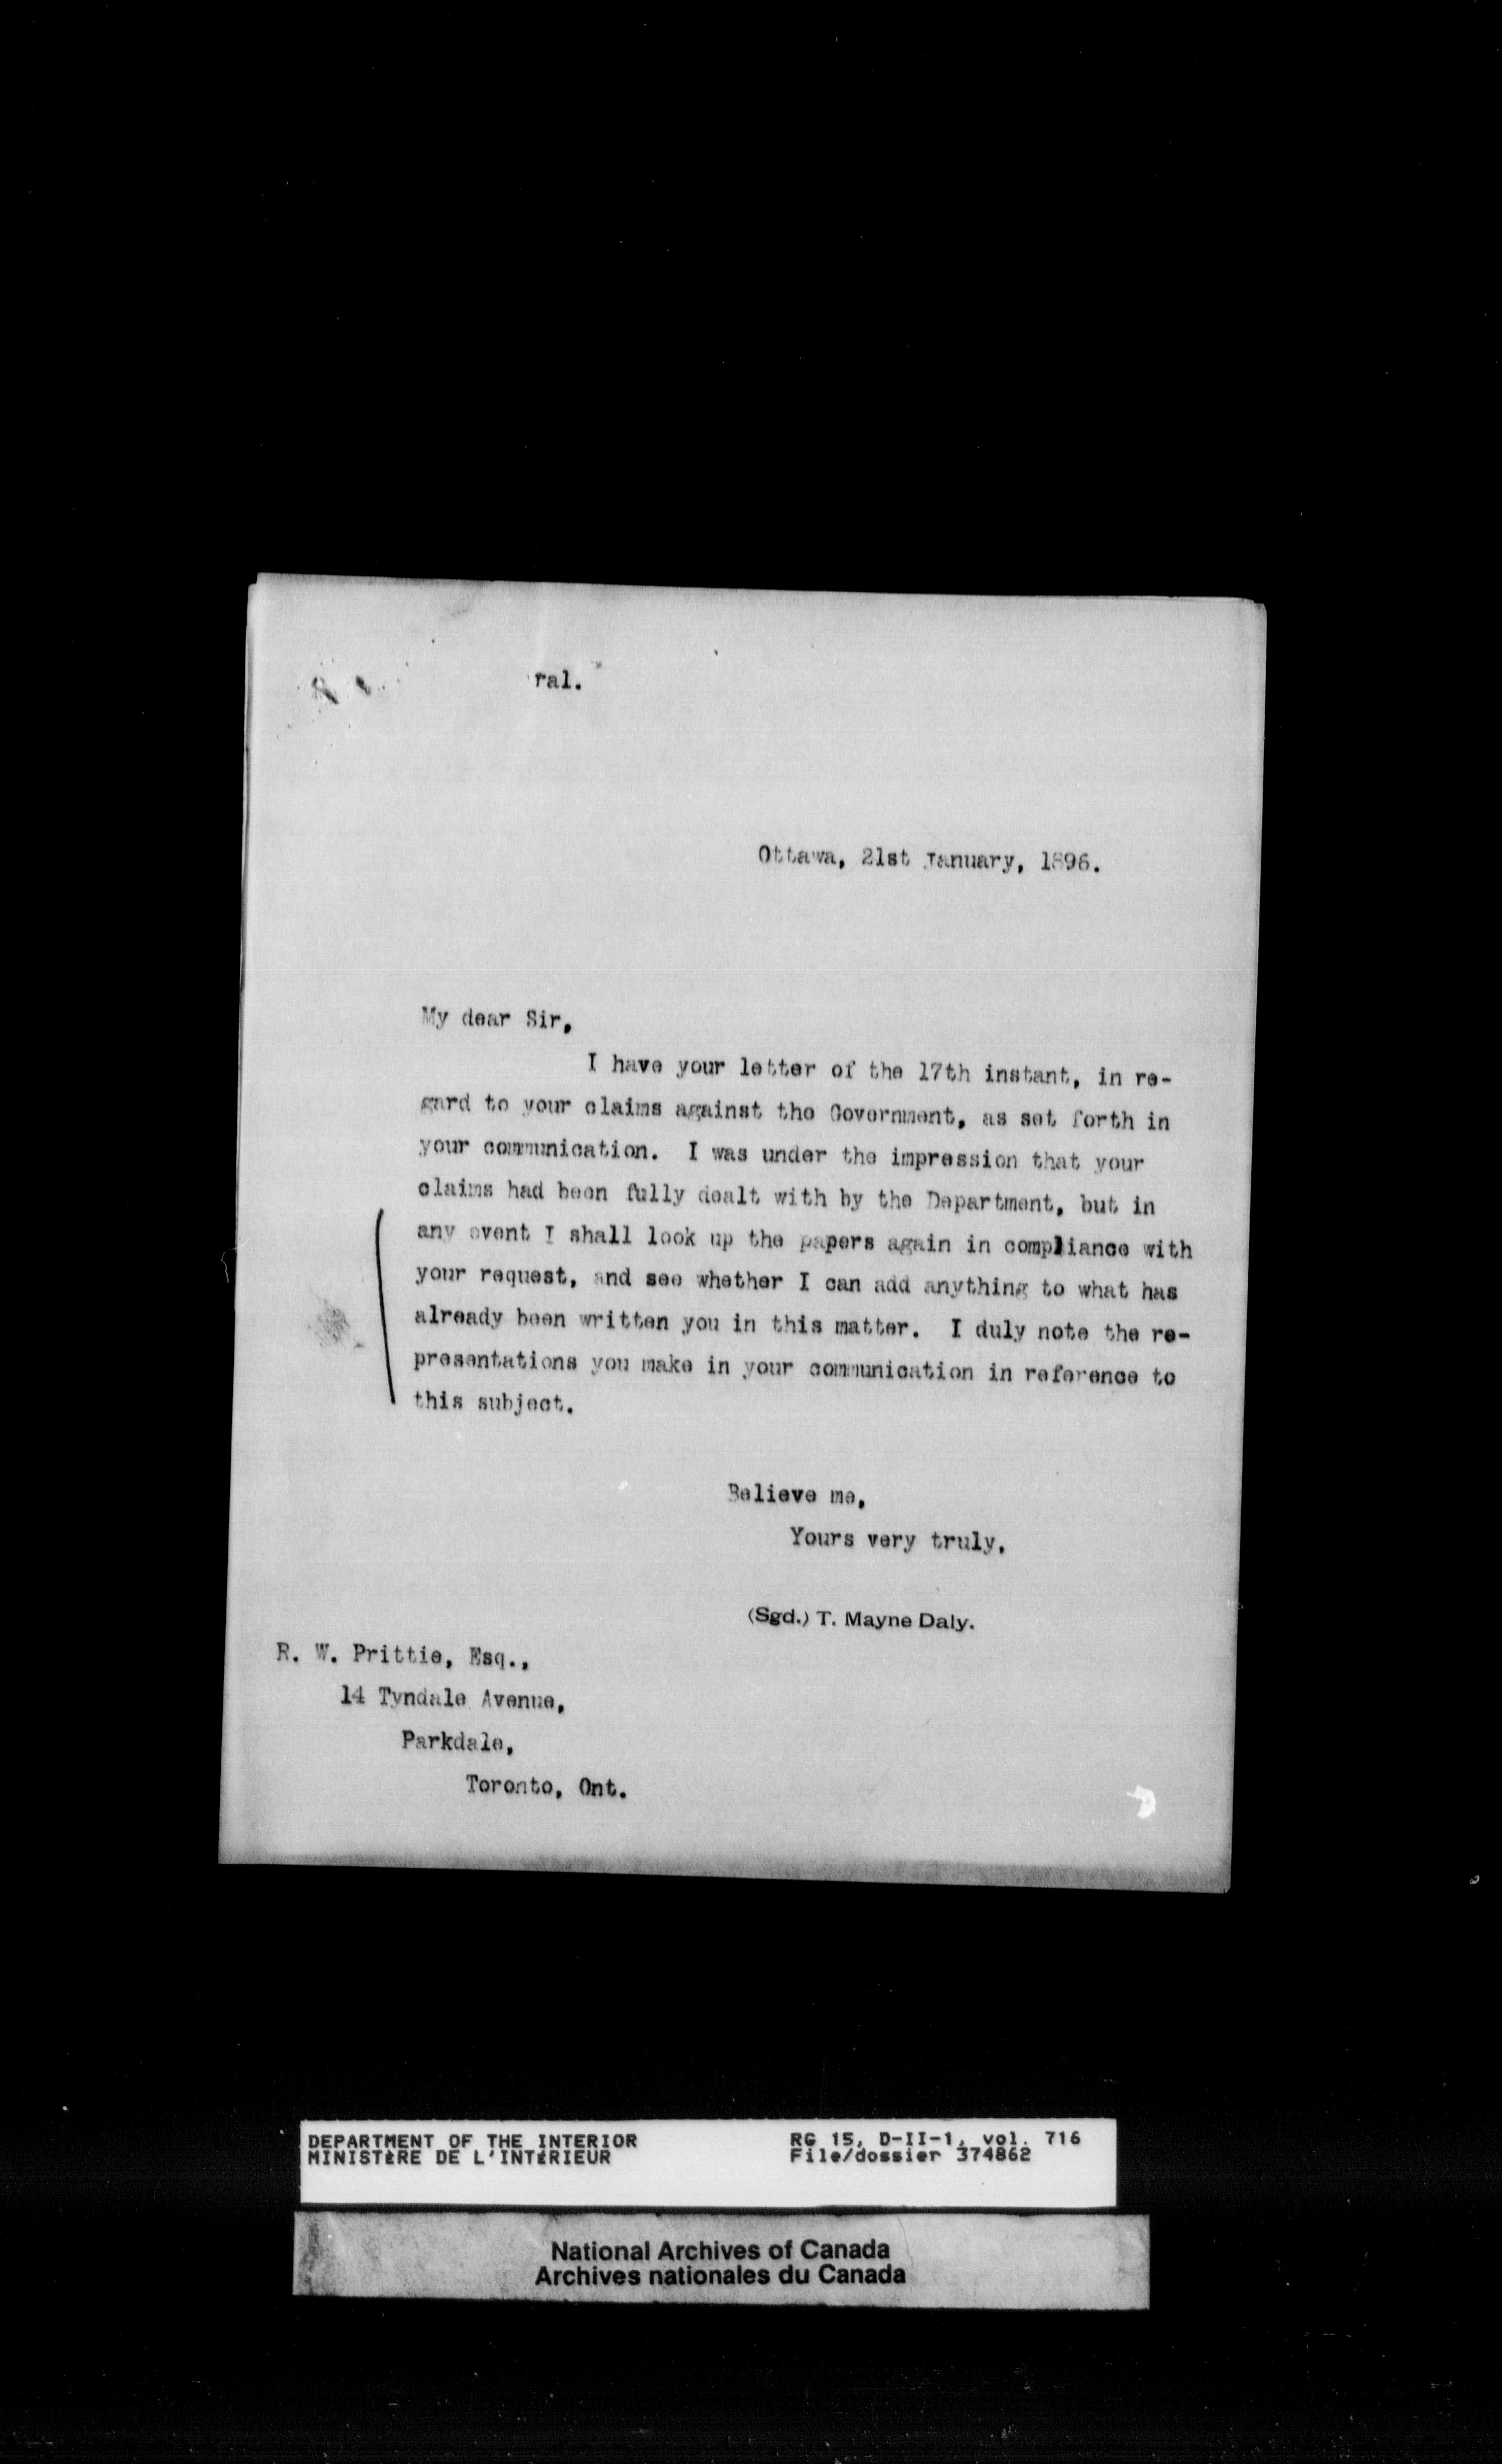 ral.
Ottawa, 21st January, 1896.
My dear Sir,
I have your letter of the 17th instant, in re-
gard to your claims against the Government, as set forth in
your communication. I was under the impression that your
claims had been fully dealt with by the Department, but in
any event I shall look up the papers again in compliance with
your request, and see whether I can add anything to what has
already been written you in this matter. I duly note the re-
presentations you make in your communication in reference to
this subject.
Believe me,
Yours very truly,
(Sgd.) T. Mayne Daly.
R. W. Prittie, Esq.,
14 Tyndale Avenue,
Parkdale,
Toronto, Ont.
DEPARTMENT OF THE INTERIOR RG 15, D-II-1, vol. 716
MINISTÈRE DE L'INTÉRIEUR File/dossier 374862
National Archives of Canada
Archives nationales du Canada